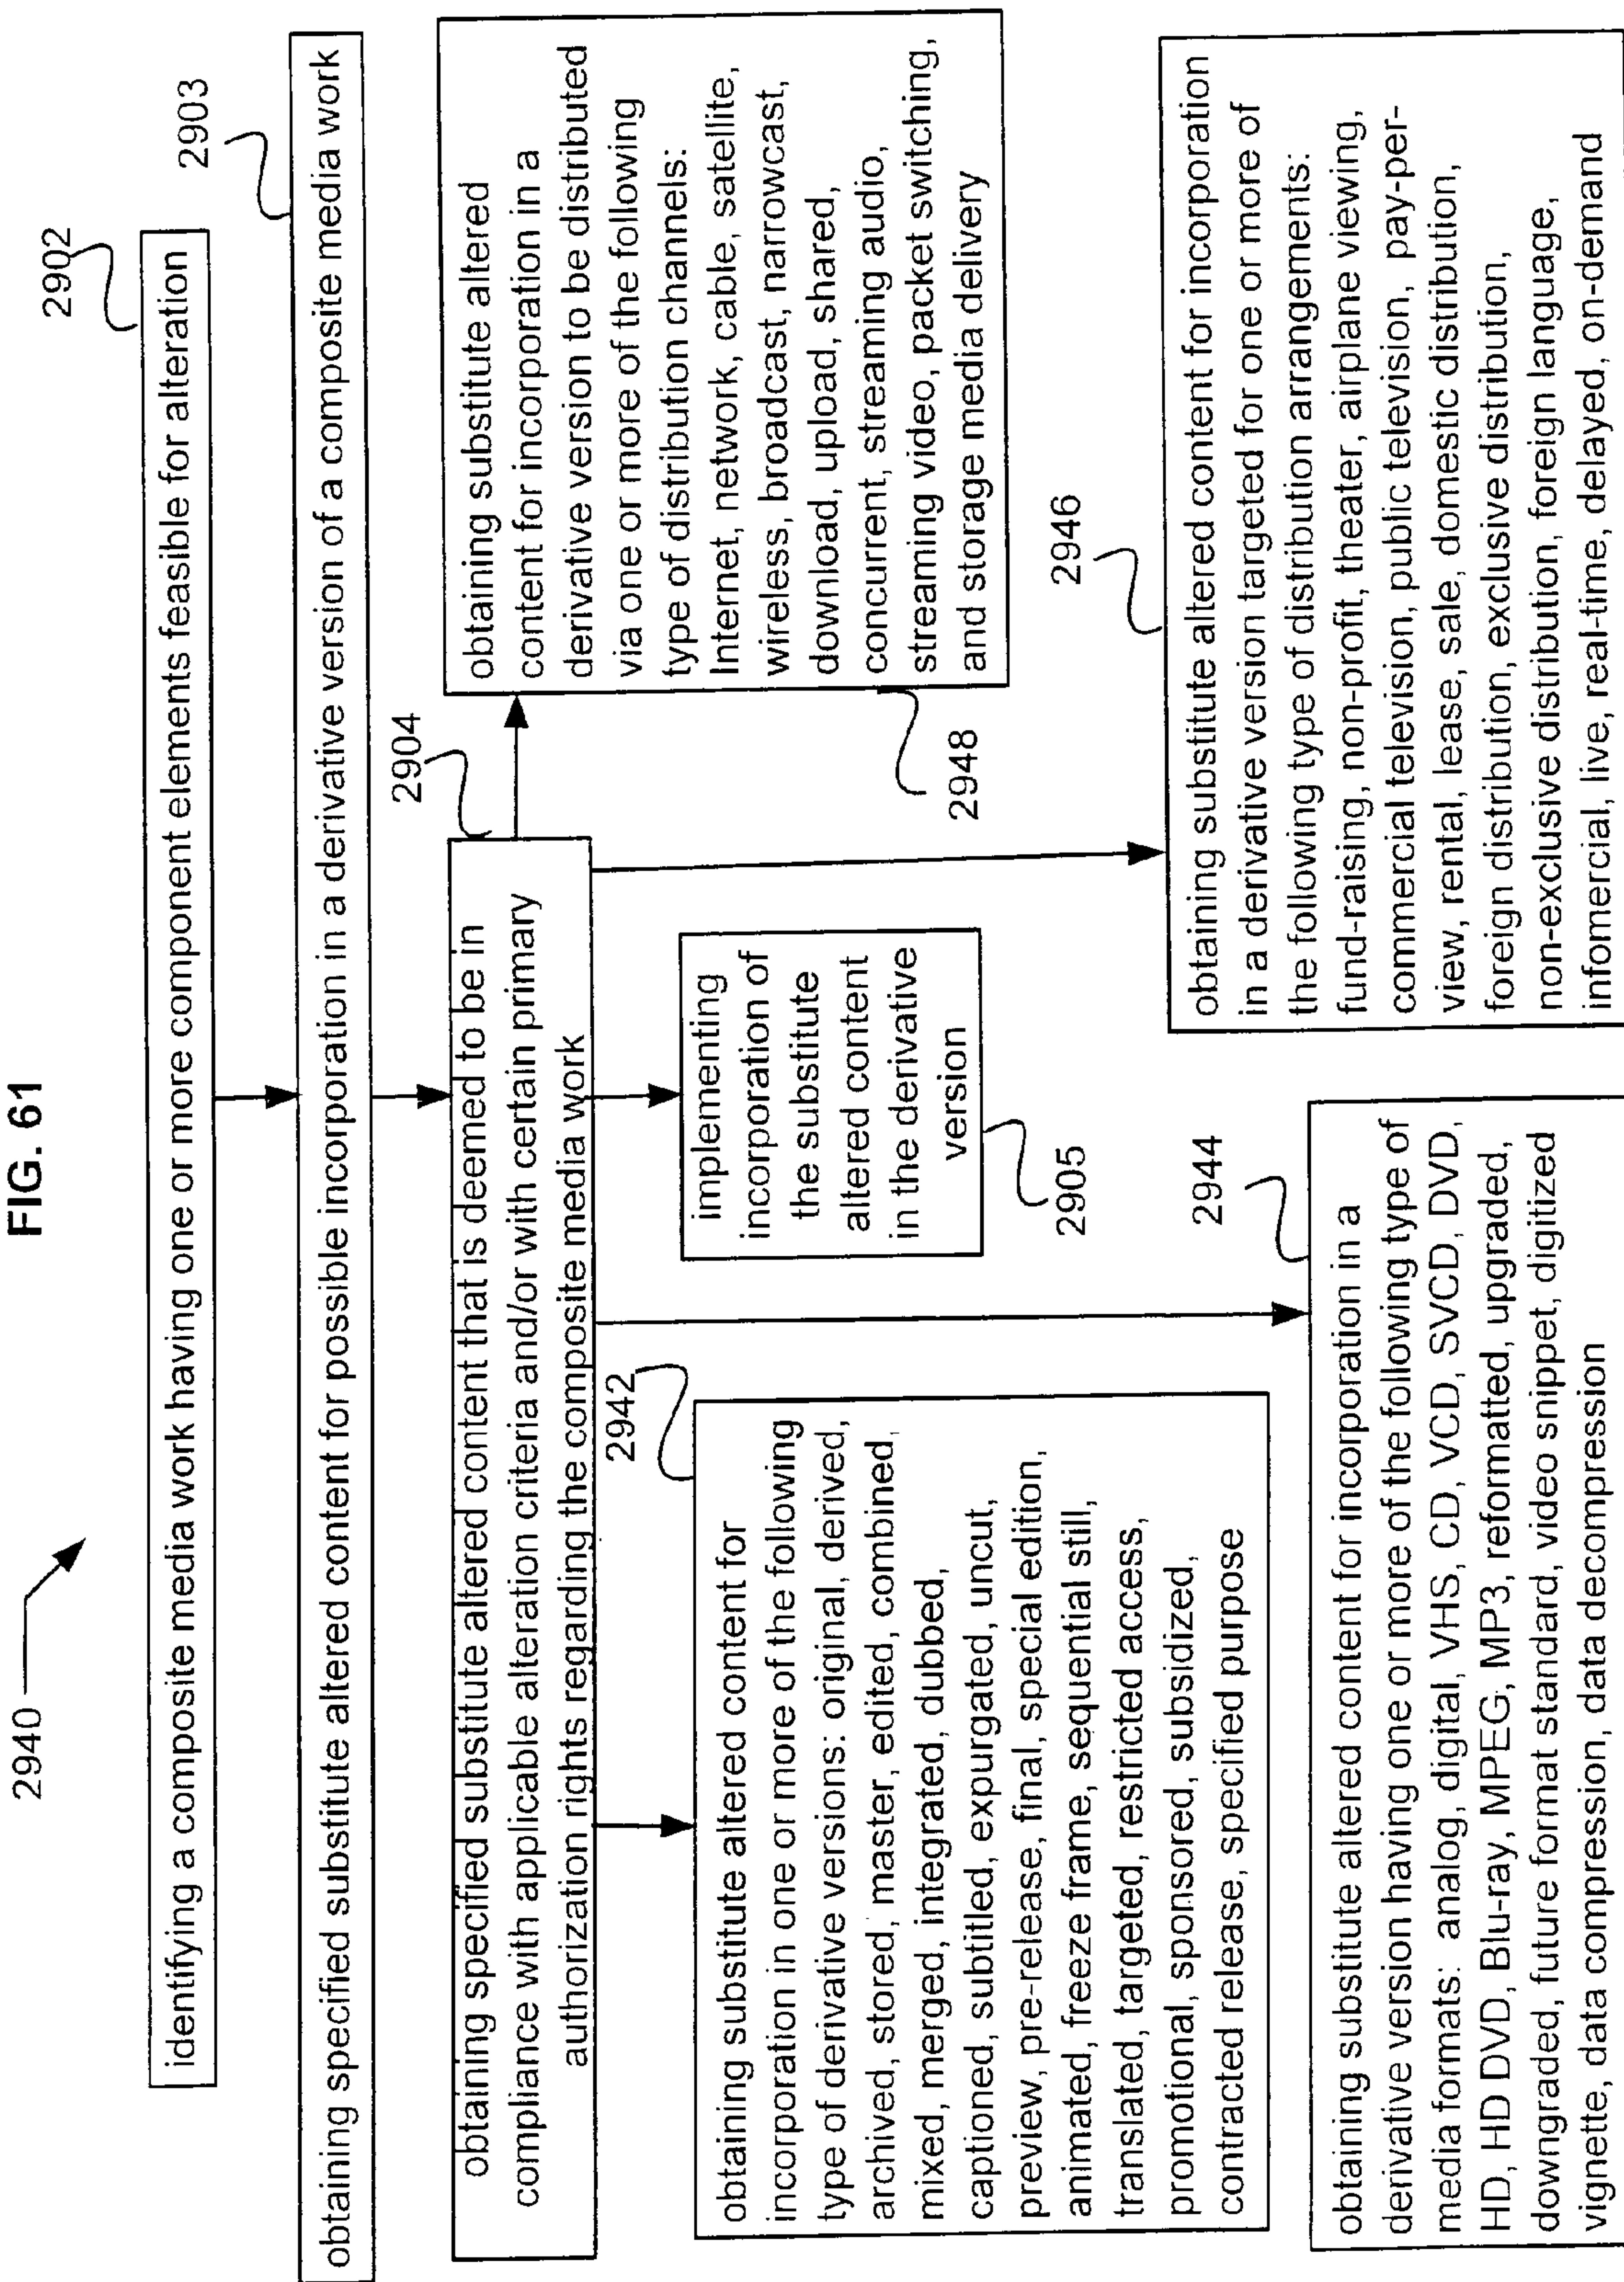 FIG. 61
2940
2902
identifying a composite media work having one or more component elements feasible for alteration
2903
obtaining specified substitute altered content for possible incorporation in a derivative version of a composite media work
2904
obtaining specified substitute altered content that is deemed to be in
compliance with applicable alteration criteria and/or with certain primary
authorization rights regarding the composite media work
obtaining substitute altered
content for incorporation in a
derivative version to be distributed
via one or more of the following
type of distribution channels:
Internet, network, cable, satellite,
wireless, broadcast, narrowcast,
download, upload, shared,
concurrent, streaming audio,
streaming video, packet switching,
and storage media delivery
2948
2942
obtaining substitute altered content for
incorporation in one or more of the following
type of derivative versions: original, derived,
archived, stored, master, edited, combined,
mixed, merged, integrated, dubbed,
captioned, subtitled, expurgated, uncut,
preview, pre-release, final, special edition,
animated, freeze frame, sequential still,
translated, targeted, restricted access,
promotional, sponsored, subsidized,
contracted release, specified purpose
implementing
incorporation of
the substitute
altered content
in the derivative
version
2905
2946
obtaining substitute altered content for incorporation
in a derivative version targeted for one or more of
the following type of distribution arrangements:
fund-raising, non-profit, theater, airplane viewing,
commercial television, public television, pay-per-
view, rental, lease, sale, domestic distribution,
foreign distribution, exclusive distribution,
non-exclusive distribution, foreign language,
infomercial, live, real-time, delayed, on-demand
2944
obtaining substitute altered content for incorporation in a
derivative version having one or more of the following type of
media formats: analog, digital, VHS, CD, VCD, SVCD, DVD,
HD, HD DVD, Blu-ray, MPEG, MP3, reformatted, upgraded,
downgraded, future format standard, video snippet, digitized
vignette, data compression, data decompression